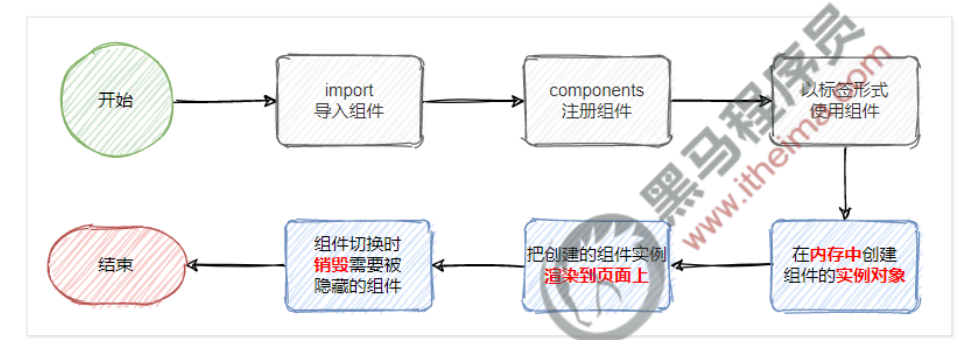 开始
import
导入组件
components
注册组件
以标签形式
使用组件
在内存中创建
组件的实例对象
把创建的组件实例
渲染到页面上
组件切换时
销毁需要被
隐藏的组件
结束
黑马程序员
www.itheima.com